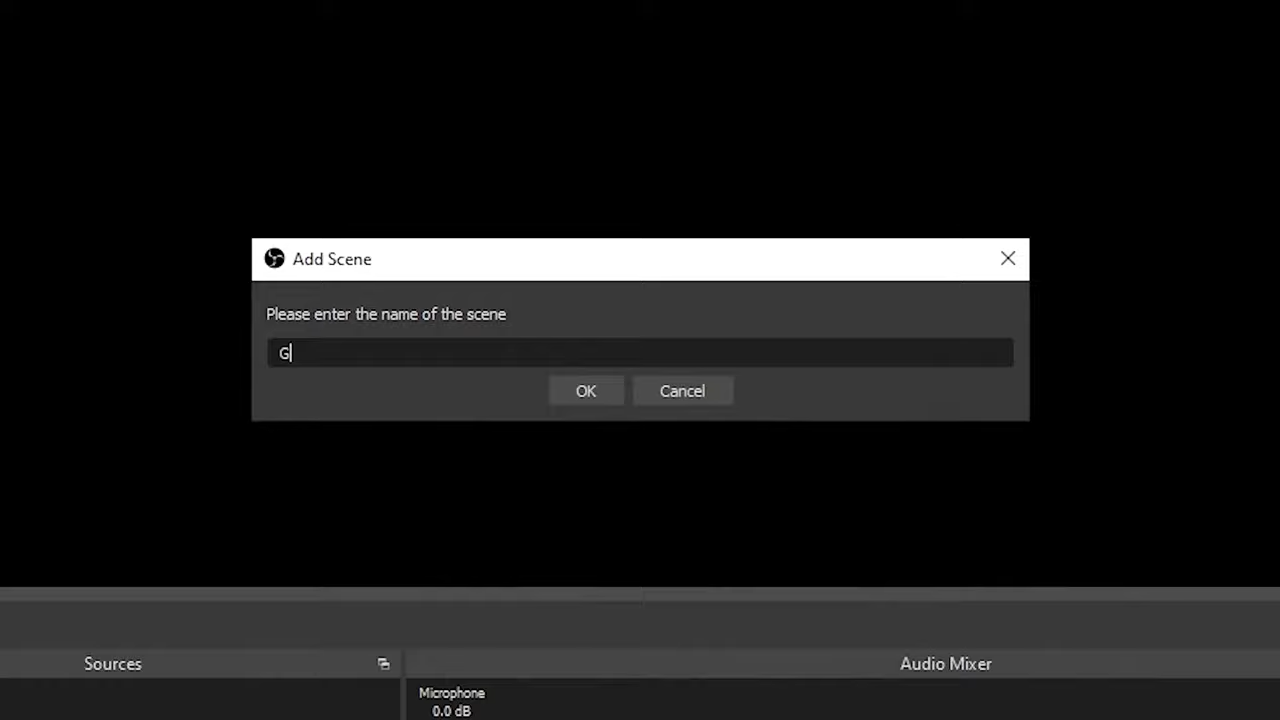 Add Scene
Please enter the name of the scene
G
OK Cancel
Sources Audio Mixer
Microphone
0.0 dB